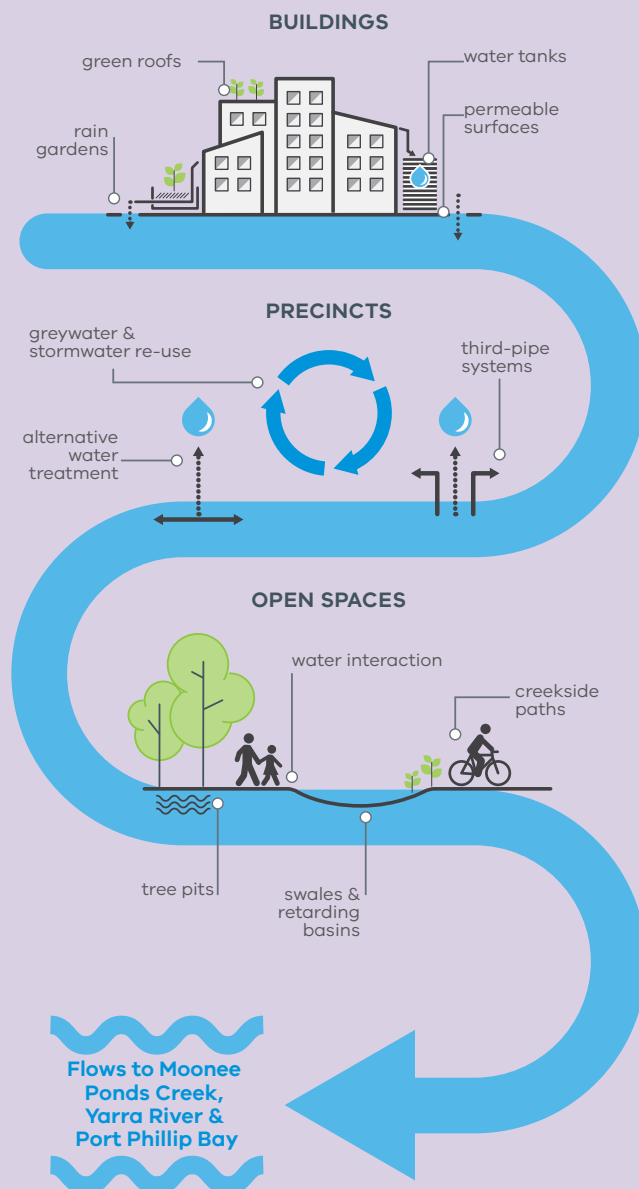 BUILDINGS
green roofs
water tanks
permeable
surfaces
rain
gardens
PRECINCTS
greywater &
stormwater re-use
third-pipe
systems
alternative
water
treatment
OPEN SPACES
water interaction
creekside
paths
tree pits
swales &
retarding
basins
Flows to Moonee
Ponds Creek,
Yarra River &
Port Phillip Bay